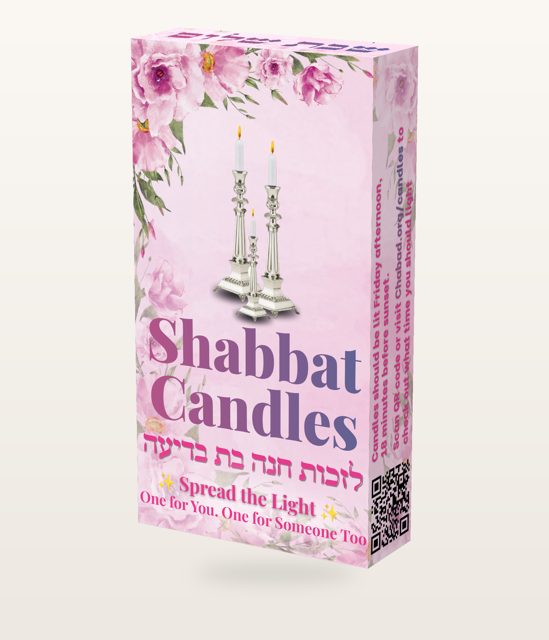 שבת שלום
Shabbat
Candles
לזכות חנה בת
✨ Spread the Light ✨
One for You. One for Someone Too
Candles should be lit Friday afternoon,
18 minutes before sunset.
Scan QR code or visit Chabad.org/candles to
check out what time you should light